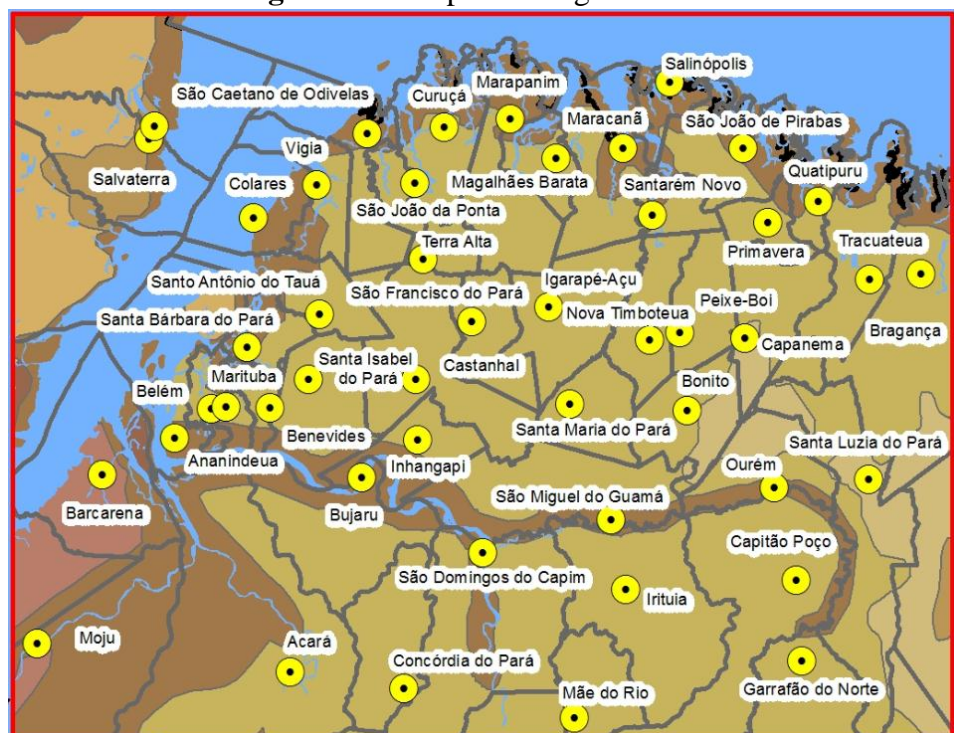 Salinópolis
São Caetano de Odivelas
Curuçá
Marapanim
Maracanã
São João de Pirabas
Vigia
Salvaterra
Colares
Magalhães Barata
Santarém Novo
Quatipuru
São João da Ponta
Terra Alta
Primavera
Tracuateua
Santo Antônio do Tauá
São Francisco do Pará
Igarapé-Açu
Nova Timboteua
Peixe-Boi
Santa Bárbara do Pará
Bragança
Capanema
Santa Isabel
do Pará
Castanhal
Belém
Marituba
Bonito
Benevides
Santa Maria do Pará
Ananindeua
Inhangapi
Ourém
Santa Luzia do Pará
Barcarena
Bujaru
São Miguel do Guamá
Capitão Poço
São Domingos do Capim
Irituia
Moju
Acará
Concórdia do Pará
Mãe do Rio
Garrafão do Norte